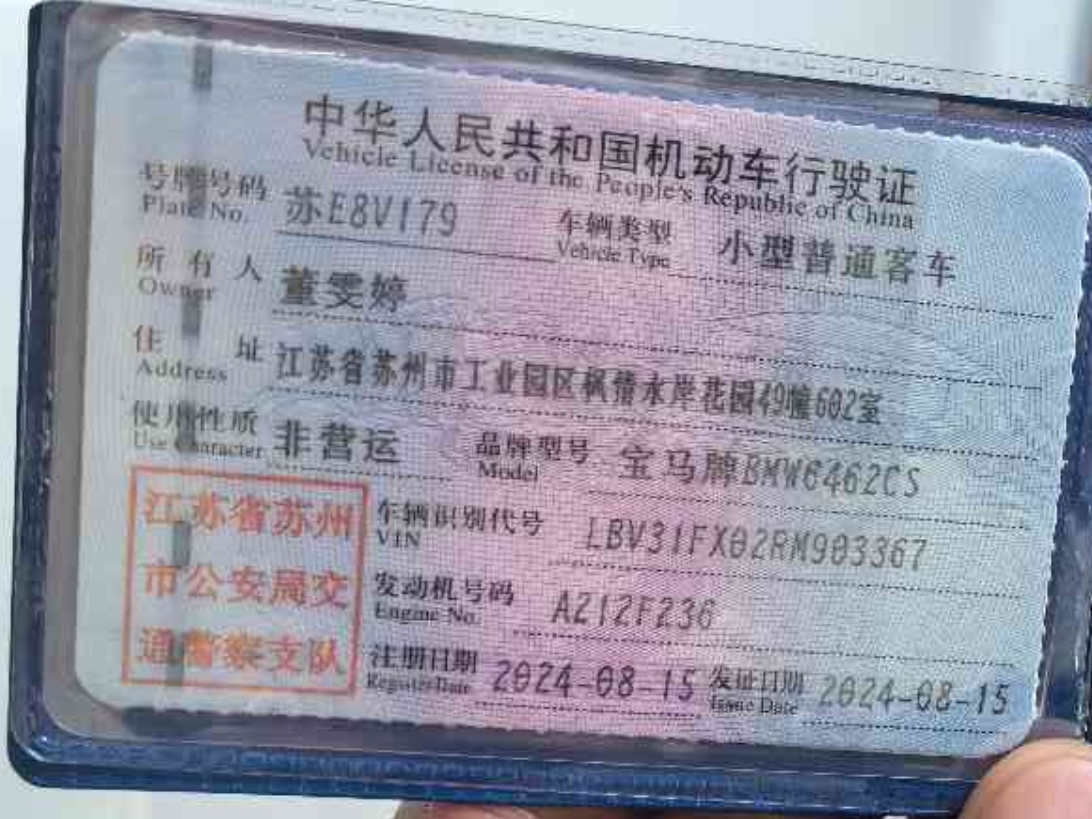 中华人民共和国机动车行驶证
Vehicle License of the People's Republic of China
号牌号码 苏E8V179 车辆类型 小型普通客车
Plate No. Vehicle Type
所有人 董雯婷
Owner
住址 江苏省苏州市工业园区枫情水岸花园49幢602室
Address
使用性质 非营运 品牌型号 宝马牌BMW6462CS
Use Character Model
江苏省苏州 车辆识别代号 LBV31FX02RM903367
VIN
市公安局交 发动机号码 A212F236
Engine No.
通警察支队 注册日期 2024-08-15 发证日期 2024-08-15
Register Date Issue Date